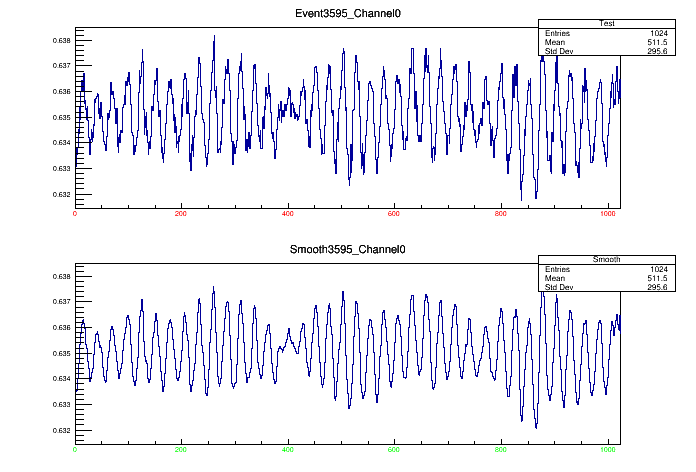 Event3595_Channel0
Test
Entries 1024
Mean 511.5
Std Dev 295.6
0.638
0.637
0.636
0.635
0.634
0.633
0.632
0 200 400 600 800 1000
Smooth3595_Channel0
Smooth
Entries 1024
Mean 511.5
Std Dev 295.6
0.638
0.637
0.636
0.635
0.634
0.633
0.632
0 200 400 600 800 1000